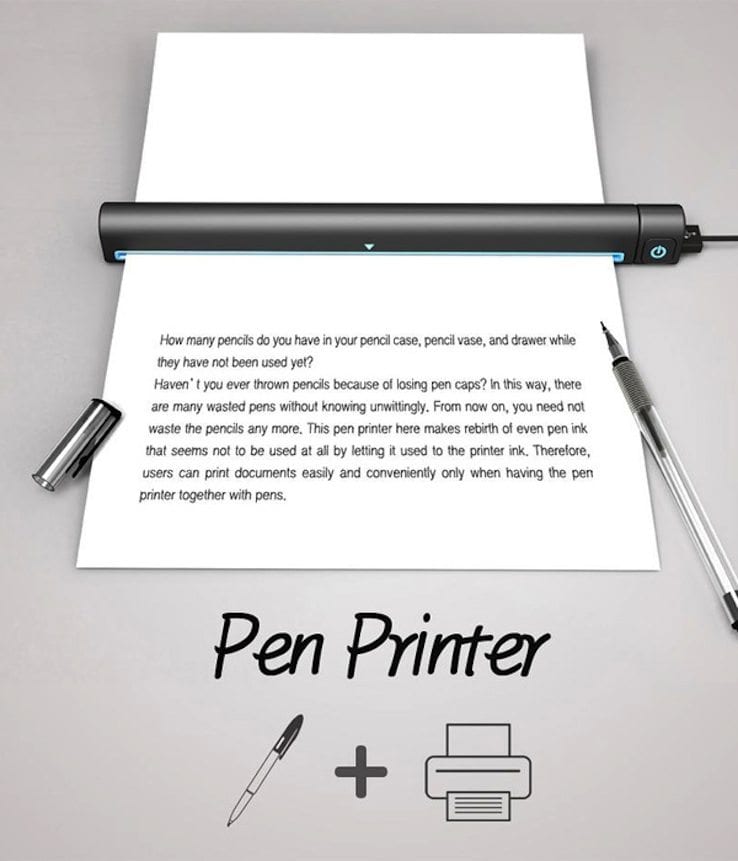 How many pencils do you have in your pencil case, pencil vase, and drawer while
they have not been used yet?
Haven't you ever thrown pencils because of losing pen caps? In this way, there
are many wasted pens without knowing unwittingly. From now on, you need not
waste the pencils any more. This pen printer here makes rebirth of even pen ink
that seems not to be used at all by letting it used to the printer ink. Therefore,
users can print documents easily and conveniently only when having the pen
printer together with pens.
Pen Printer